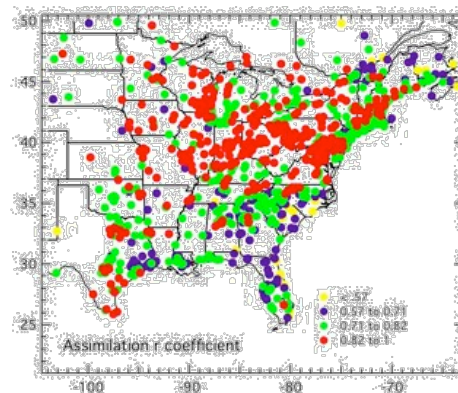 50
45
40
35
30
25
< .57
0.57 to 0.71
0.71 to 0.82
0.82 to 1
Assimilation r coefficient
-100 -90 -80 -70